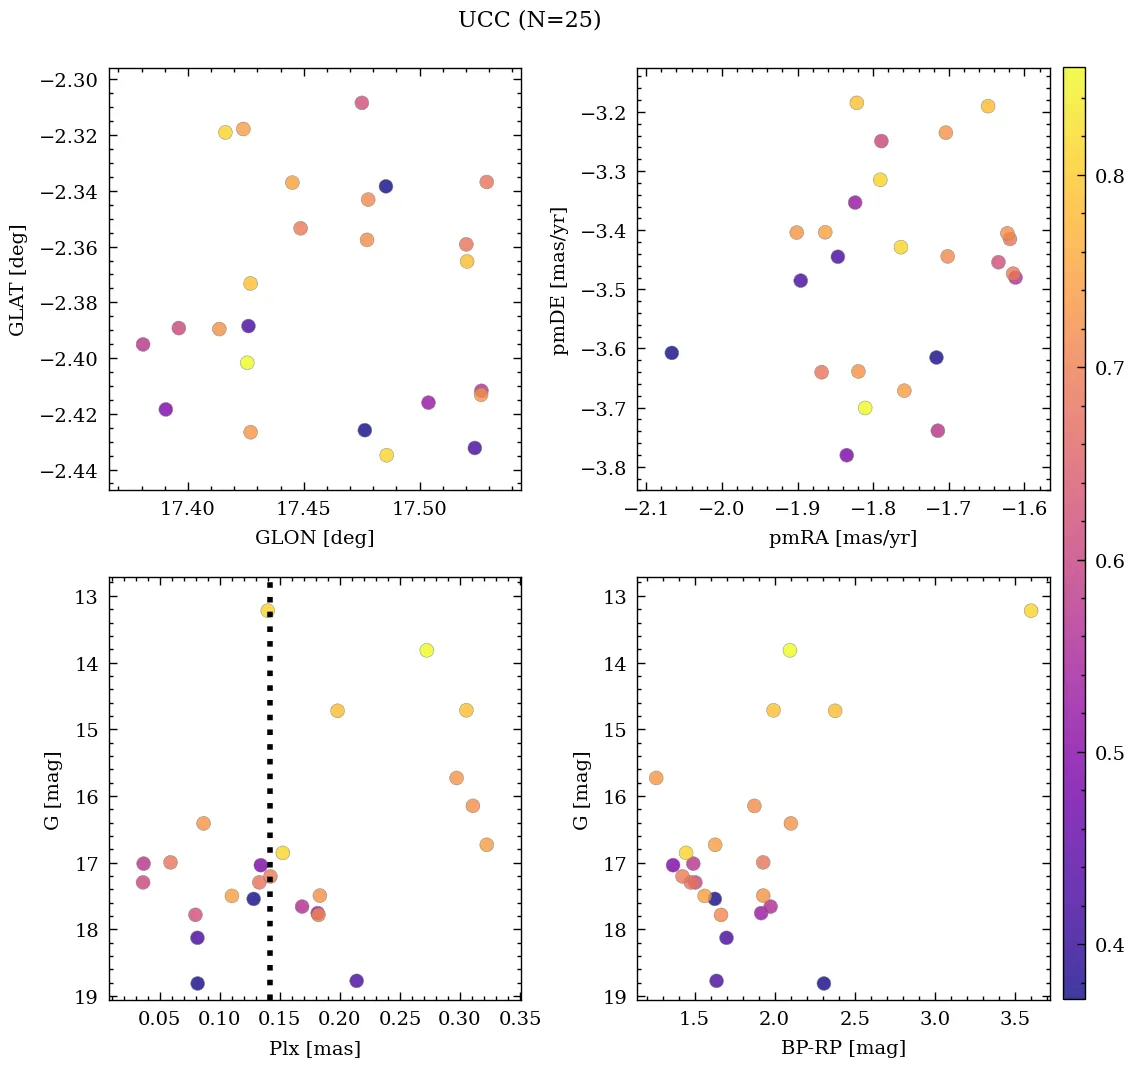 UCC (N=25)
−2.30
−2.32
−2.34
−2.36
−2.38
−2.40
−2.42
−2.44
GLAT [deg]
17.40 17.45 17.50
GLON [deg]
−3.2
−3.3
−3.4
−3.5
−3.6
−3.7
−3.8
pmDE [mas/yr]
−2.1 −2.0 −1.9 −1.8 −1.7 −1.6
pmRA [mas/yr]
13
14
15
16
17
18
19
G [mag]
0.05 0.10 0.15 0.20 0.25 0.30 0.35
Plx [mas]
13
14
15
16
17
18
19
G [mag]
1.5 2.0 2.5 3.0 3.5
BP-RP [mag]
0.8
0.7
0.6
0.5
0.4